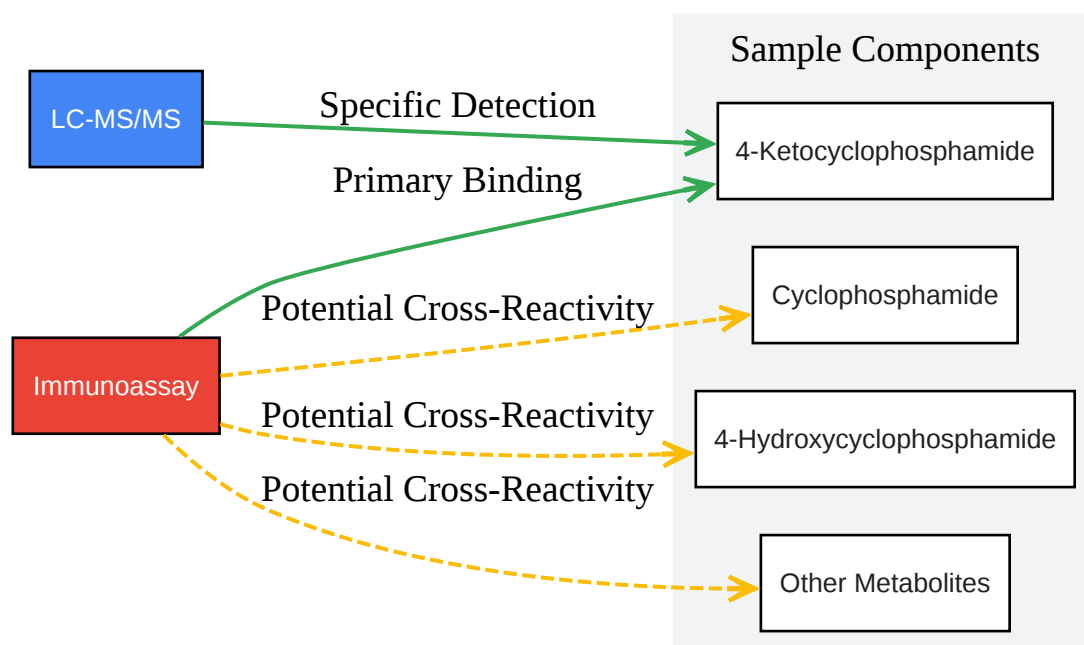 Sample Components
LC-MS/MS
Specific Detection
4-Ketocyclophosphamide
Primary Binding
Potential Cross-Reactivity
Cyclophosphamide
Immunoassay
Potential Cross-Reactivity
4-Hydroxycyclophosphamide
Potential Cross-Reactivity
Other Metabolites